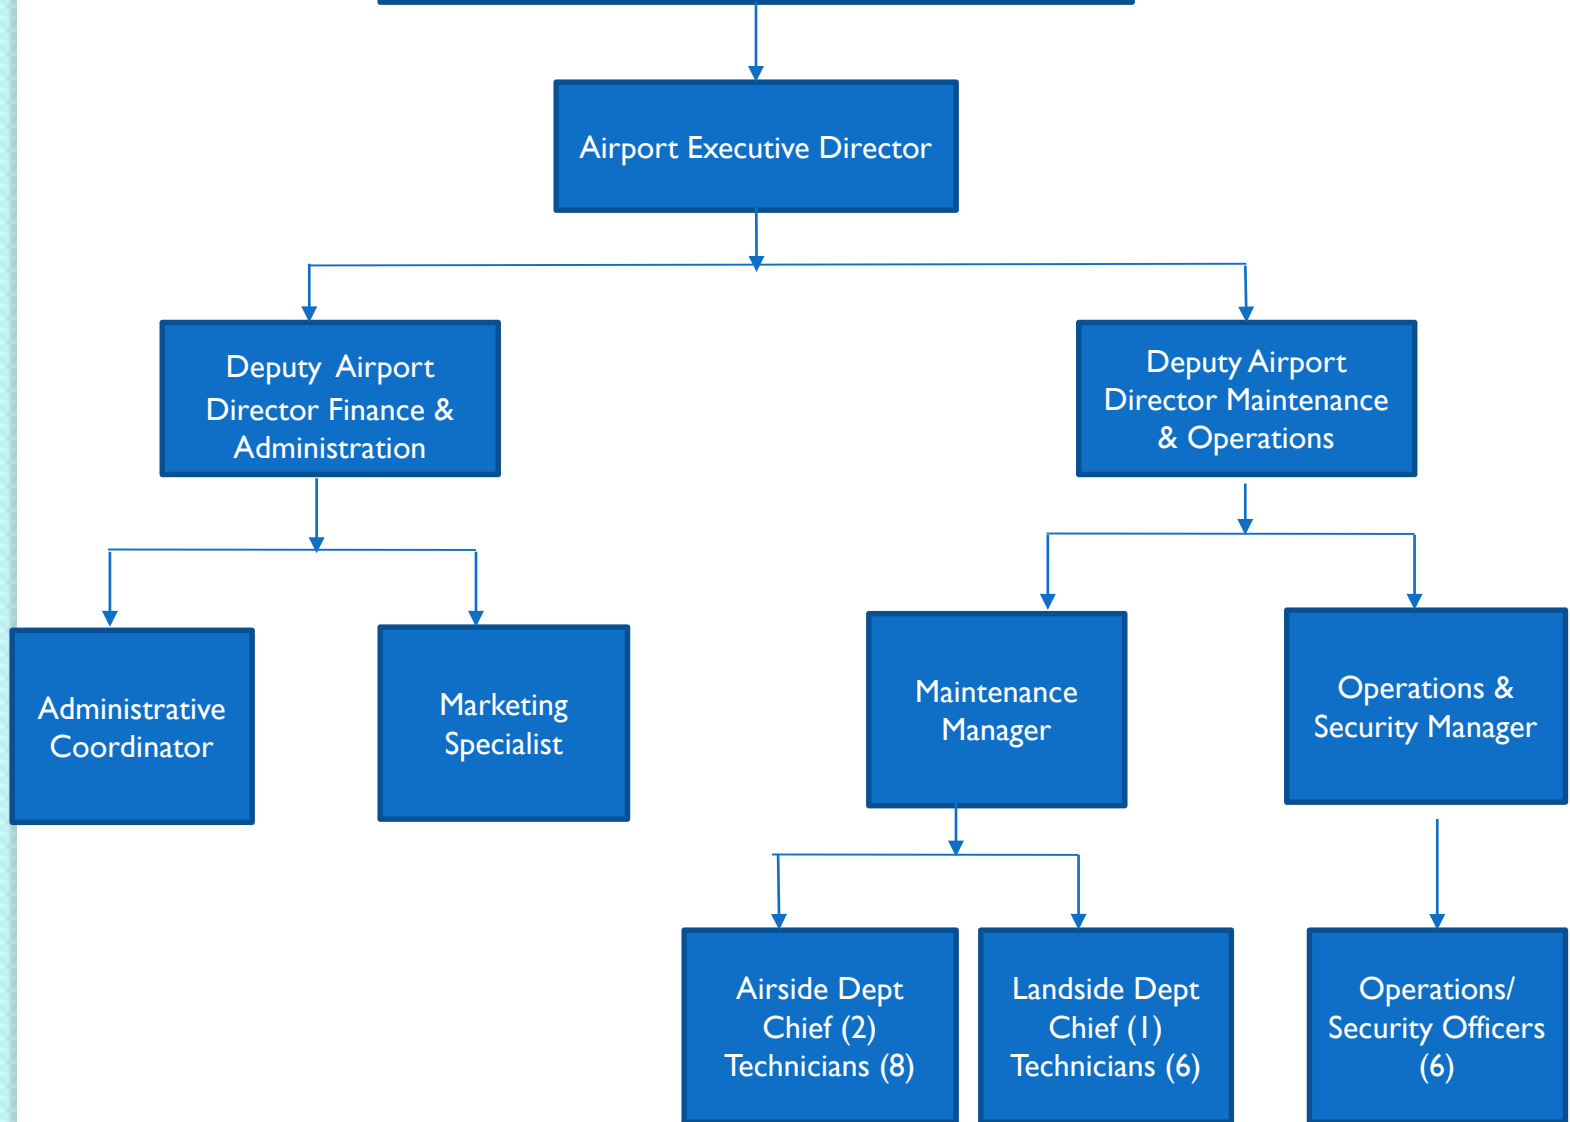 Airport Executive Director
Deputy Airport
Director Finance &
Administration
Deputy Airport
Director Maintenance
& Operations
Administrative
Coordinator
Marketing
Specialist
Maintenance
Manager
Operations &
Security Manager
Airside Dept
Chief (2)
Technicians (8)
Landside Dept
Chief (1)
Technicians (6)
Operations/
Security Officers
(6)